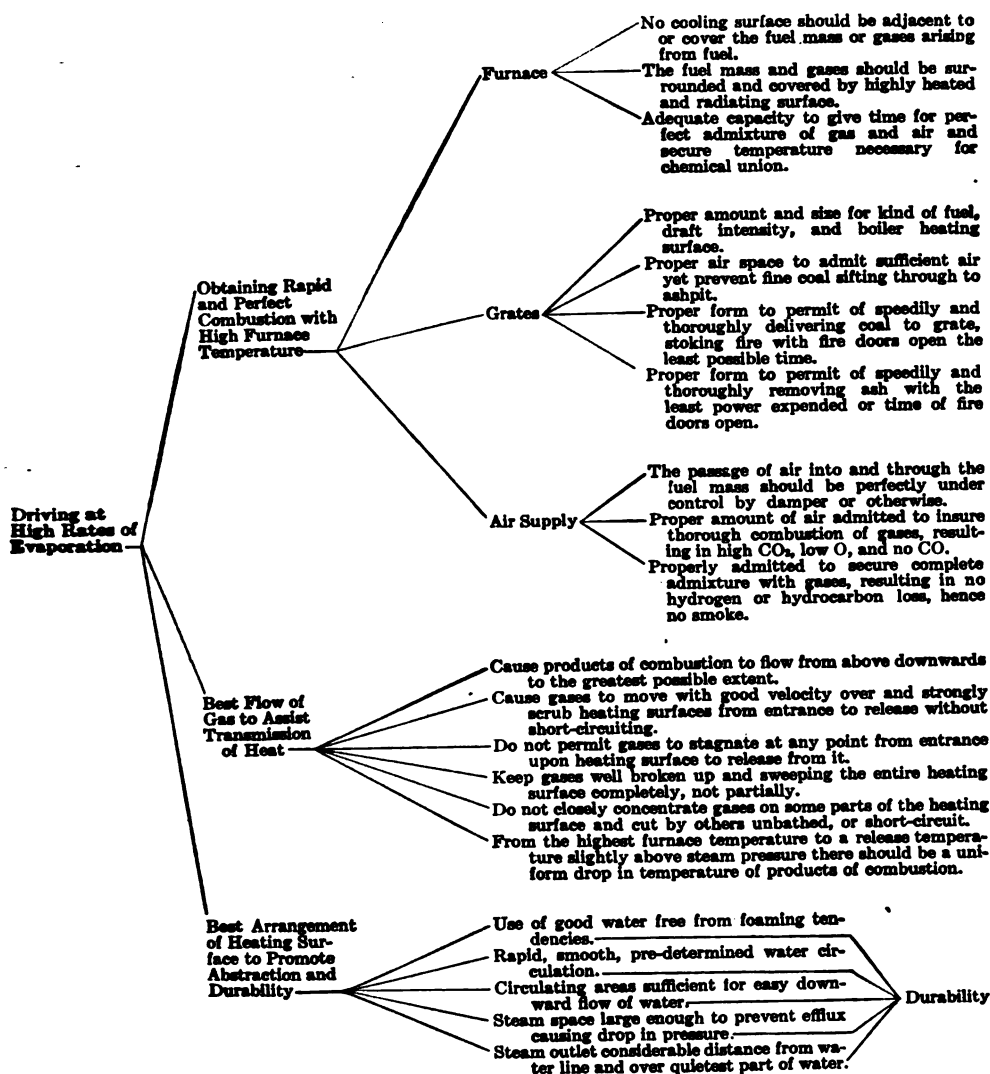 Driving at
High Rates of
Evaporation
Obtaining Rapid
and Perfect
Combustion with
High Furnace
Temperature
Furnace
No cooling surface should be adjacent to
or cover the fuel mass or gases arising
from fuel.
The fuel mass and gases should be sur-
rounded and covered by highly heated
and radiating surface.
Adequate capacity to give time for per-
fect admixture of gas and air and
secure temperature necessary for
chemical union.
Grates
Proper amount and size for kind of fuel,
draft intensity, and boiler heating
surface.
Proper air space to admit sufficient air
yet prevent fine coal sifting through to
ashpit.
Proper form to permit of speedily and
thoroughly delivering coal to grate,
stoking fire with fire doors open the
least possible time.
Proper form to permit of speedily and
thoroughly removing ash with the
least power expended or time of fire
doors open.
Air Supply
The passage of air into and through the
fuel mass should be perfectly under
control by damper or otherwise.
Proper amount of air admitted to insure
thorough combustion of gases, result-
ing in high CO₂, low O, and no CO.
Properly admitted to secure complete
admixture with gases, resulting in no
hydrogen or hydrocarbon loss, hence
no smoke.
Best Flow of
Gas to Assist
Transmission
of Heat
Cause products of combustion to flow from above downwards
to the greatest possible extent.
Cause gases to move with good velocity over and strongly
scrub heating surfaces from entrance to release without
short-circuiting.
Do not permit gases to stagnate at any point from entrance
upon heating surface to release from it.
Keep gases well broken up and sweeping the entire heating
surface completely, not partially.
Do not closely concentrate gases on some parts of the heating
surface and cut by others unbathed, or short-circuit.
From the highest furnace temperature to a release tempera-
ture slightly above steam pressure there should be a uni-
form drop in temperature of products of combustion.
Best Arrangement
of Heating Sur-
face to Promote
Abstraction and
Durability
Use of good water free from foaming ten-
dencies.
Rapid, smooth, pre-determined water cir-
culation.
Circulating areas sufficient for easy down-
ward flow of water.
Steam space large enough to prevent efflux
causing drop in pressure.
Steam outlet considerable distance from wa-
ter line and over quietest part of water.
Durability